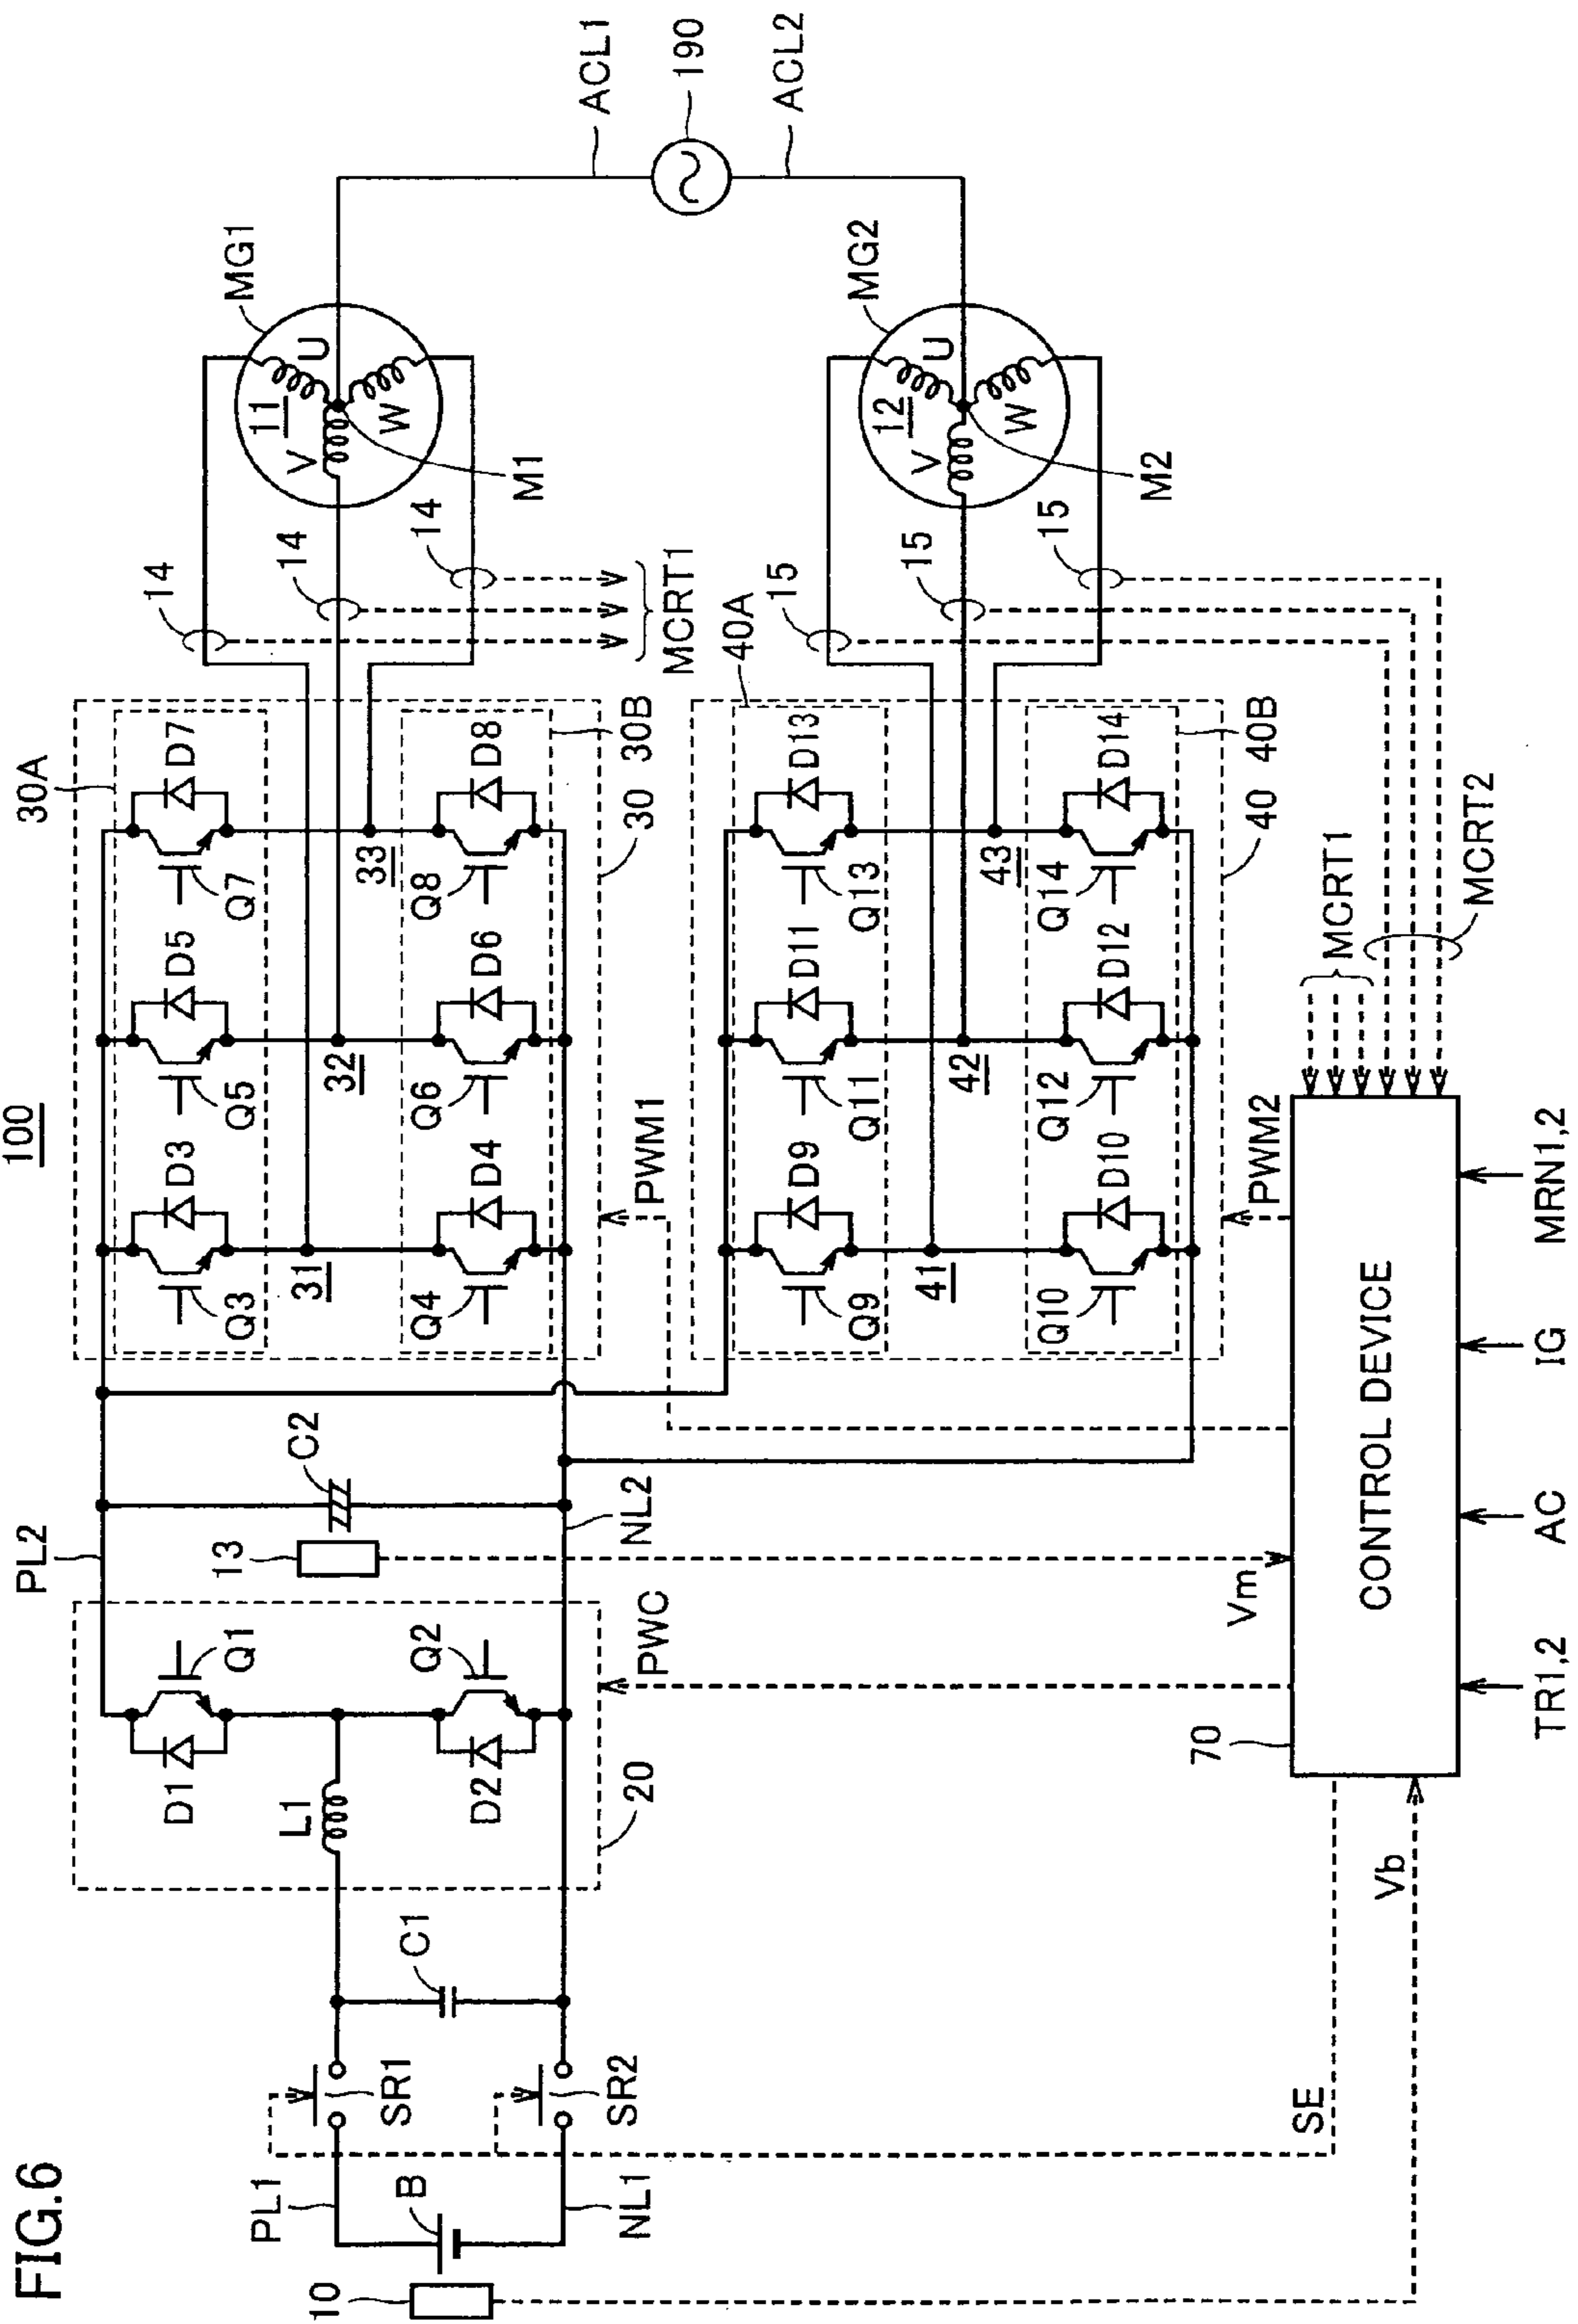 FIG.6
100
PL1
B
10
NL1
SR1
SR2
SE
C1
L1
D1
Q1
D2
Q2
20
PWC
PL2
13
C2
NL2
Vm
Vb
70
CONTROL DEVICE
TR1,2
AC
IG
MRN1,2
30A
Q3
D3
Q5
D5
Q7
D7
31
32
33
Q4
D4
Q6
D6
Q8
D8
30B
30
PWM1
40A
Q9
D9
Q11
D11
Q13
D13
41
42
43
Q10
D10
Q12
D12
Q14
D14
40B
40
PWM2
MCRT1
MCRT2
14
14
14
MCRT1
15
15
15
MG1
11
U
V
W
M1
MG2
12
U
V
W
M2
ACL1
190
ACL2